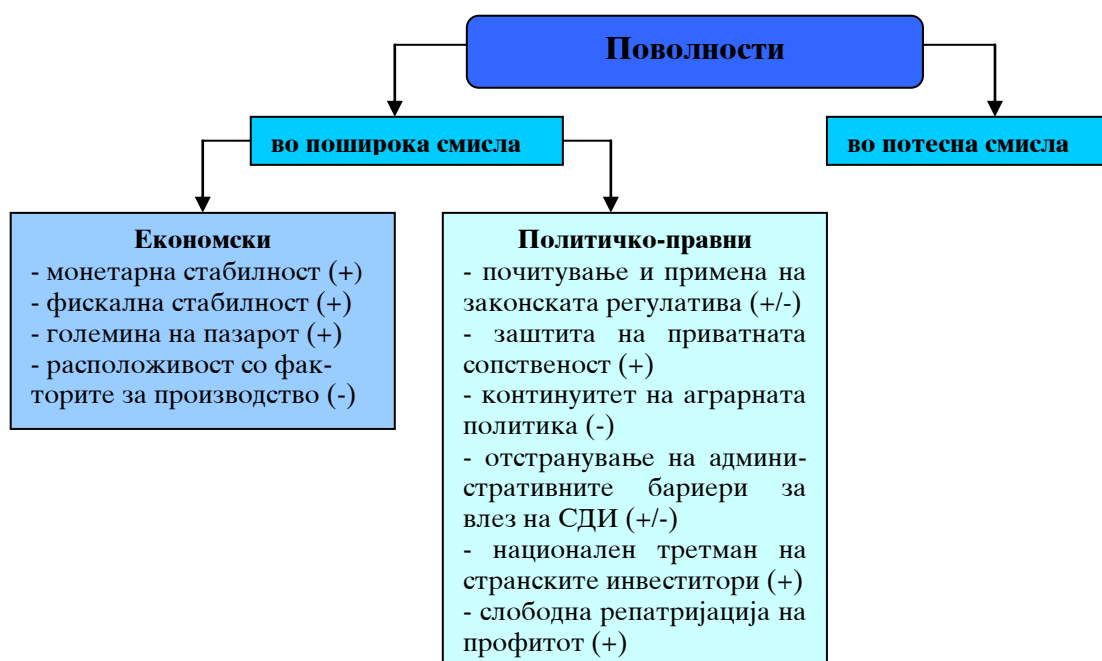 Поволности
во поширока смисла
во потесна смисла
Економски
- монетарна стабилност (+)
- фискална стабилност (+)
- големина на пазарот (+)
- расположивост со фак-
торите за производство (-)
Политичко-правни
- почитување и примена на
законската регулатива (+/-)
- заштита на приватната
сопственост (+)
- континуитет на аграрната
политика (-)
- отстранување на админи-
стративните бариери за
влез на СДИ (+/-)
- национален третман на
странските инвеститори (+)
- слободна репатријација на
профитот (+)